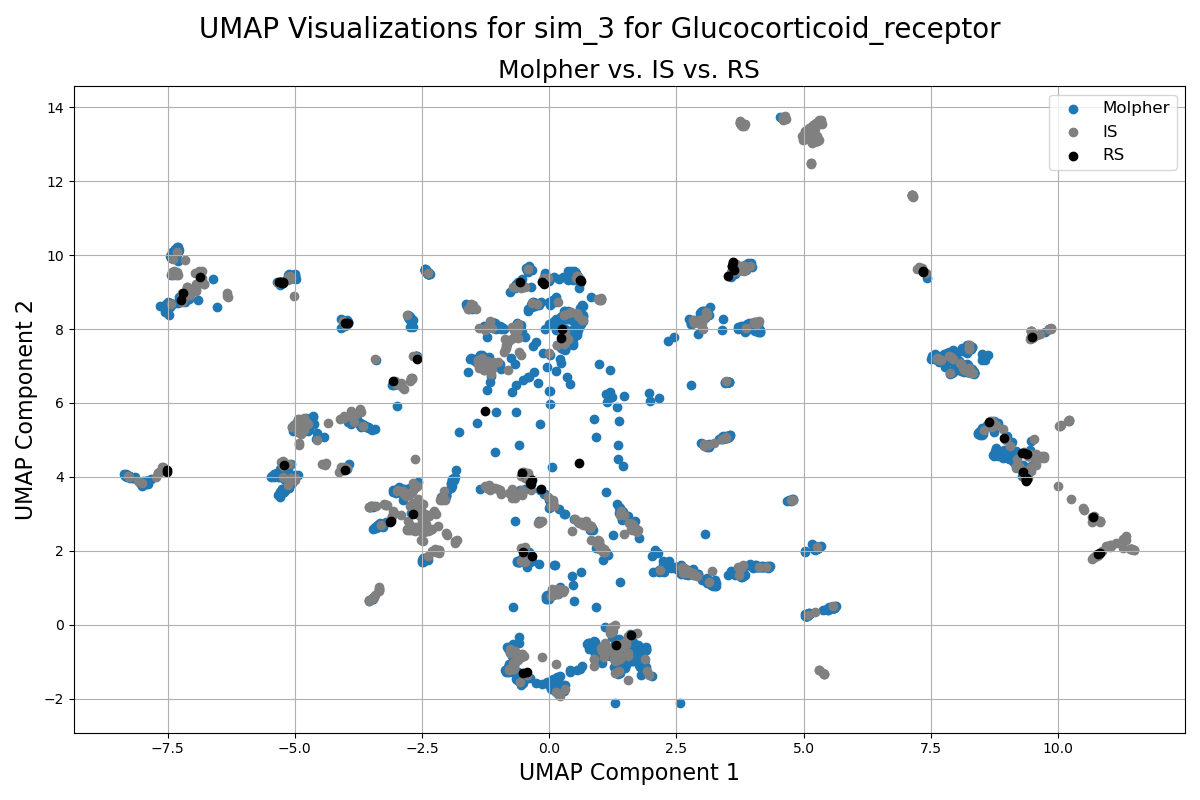 UMAP Visualizations for sim_3 for Glucocorticoid_receptor
Molpher vs. IS vs. RS
Molpher
IS
RS
UMAP Component 2
14
12
10
8
6
4
2
0
−2
−7.5 −5.0 −2.5 0.0 2.5 5.0 7.5 10.0
UMAP Component 1